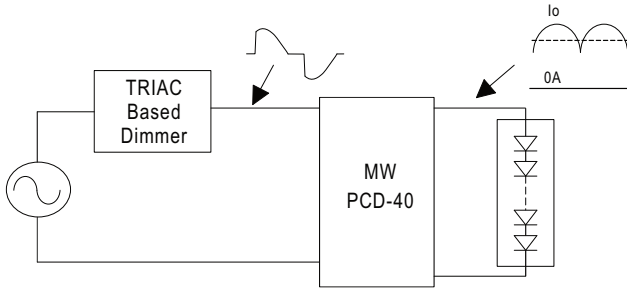 Io
0A
TRIAC
Based
Dimmer
MW
PCD-40